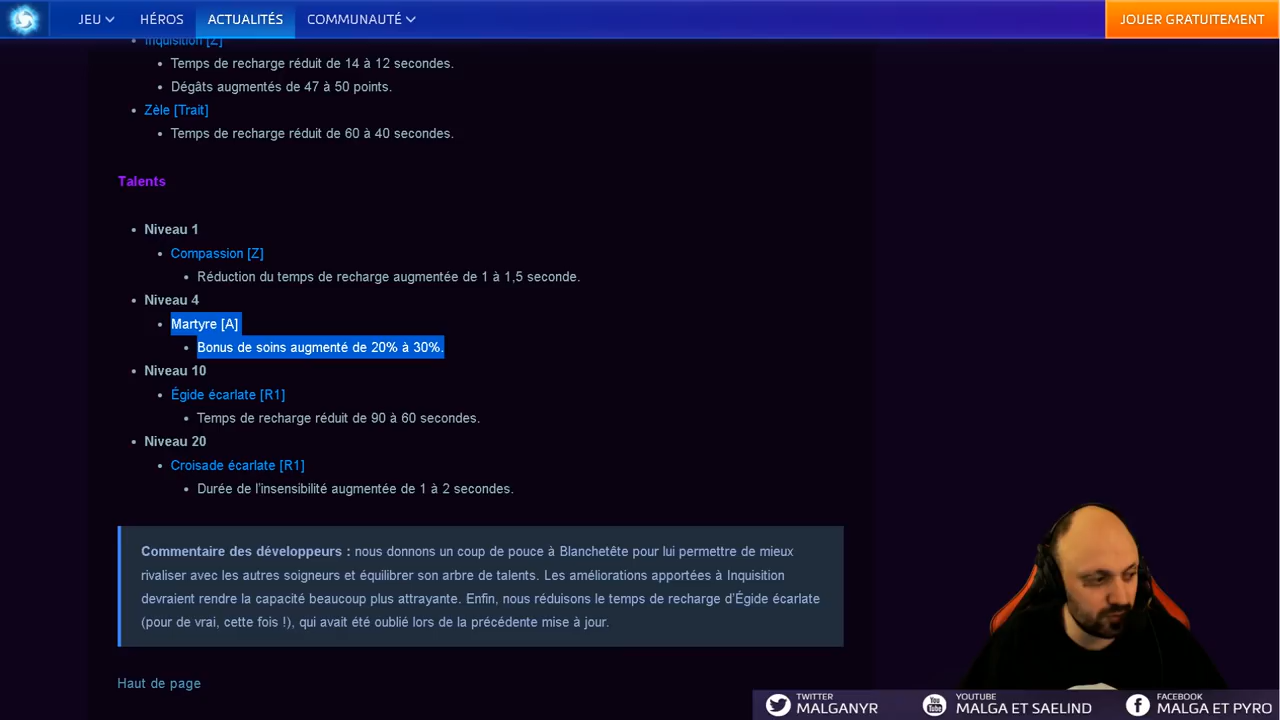 JEU
HÉROS
ACTUALITÉS
COMMUNAUTÉ
JOUER GRATUITEMENT
Inquisition [Z]
Temps de recharge réduit de 14 à 12 secondes.
Dégâts augmentés de 47 à 50 points.
Zèle [Trait]
Temps de recharge réduit de 60 à 40 secondes.
Talents
Niveau 1
Compassion [Z]
Réduction du temps de recharge augmentée de 1 à 1,5 seconde.
Niveau 4
Martyre [A]
Bonus de soins augmenté de 20% à 30%.
Niveau 10
Égide écarlate [R1]
Temps de recharge réduit de 90 à 60 secondes.
Niveau 20
Croisade écarlate [R1]
Durée de l’insensibilité augmentée de 1 à 2 secondes.
Commentaire des développeurs : nous donnons un coup de pouce à Blanchetête pour lui permettre de mieux
rivaliser avec les autres soigneurs et équilibrer son arbre de talents. Les améliorations apportées à Inquisition
devraient rendre la capacité beaucoup plus attrayante. Enfin, nous réduisons le temps de recharge d’Égide écarlate
(pour de vrai, cette fois !), qui avait été oublié lors de la précédente mise à jour.
Haut de page
TWITTER
MALGANYR
YOUTUBE
MALGA ET SAELIND
FACEBOOK
MALGA ET PYRO